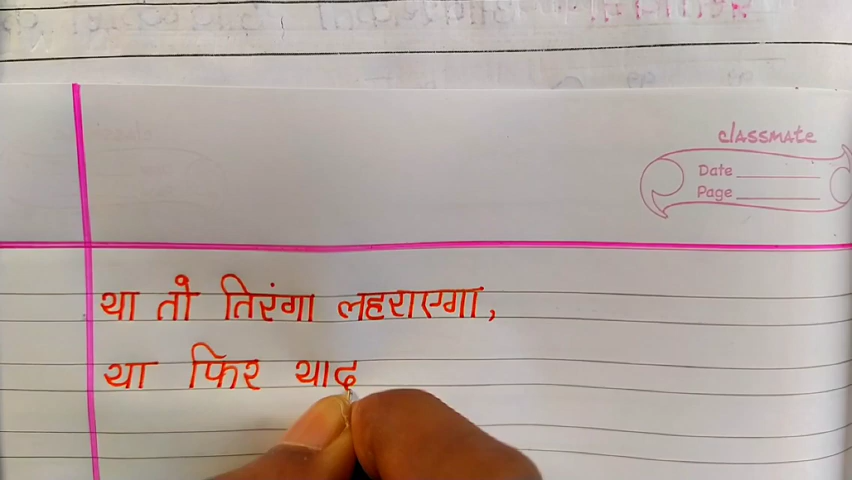 classmate
Date
Page
या तो तिरंगा लहराएगा,
या फिर याद